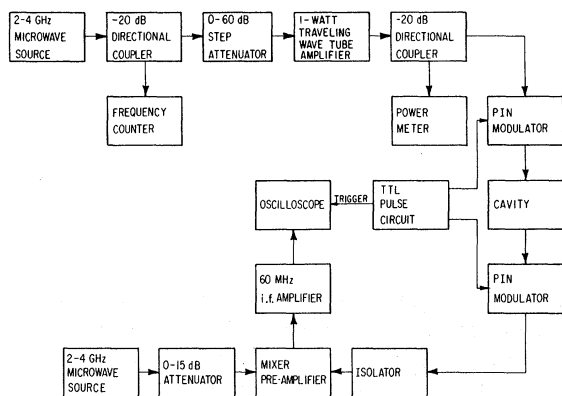 2-4 GHz
MICROWAVE
SOURCE
-20 dB
DIRECTIONAL
COUPLER
0-60 dB
STEP
ATTENUATOR
1-WATT
TRAVELING
WAVE TUBE
AMPLIFIER
-20 dB
DIRECTIONAL
COUPLER
FREQUENCY
COUNTER
POWER
METER
PIN
MODULATOR
OSCILLOSCOPE
TRIGGER
TTL
PULSE
CIRCUIT
CAVITY
60 MHz
i.f. AMPLIFIER
PIN
MODULATOR
2-4 GHz
MICROWAVE
SOURCE
0-15 dB
ATTENUATOR
MIXER
PRE-AMPLIFIER
ISOLATOR